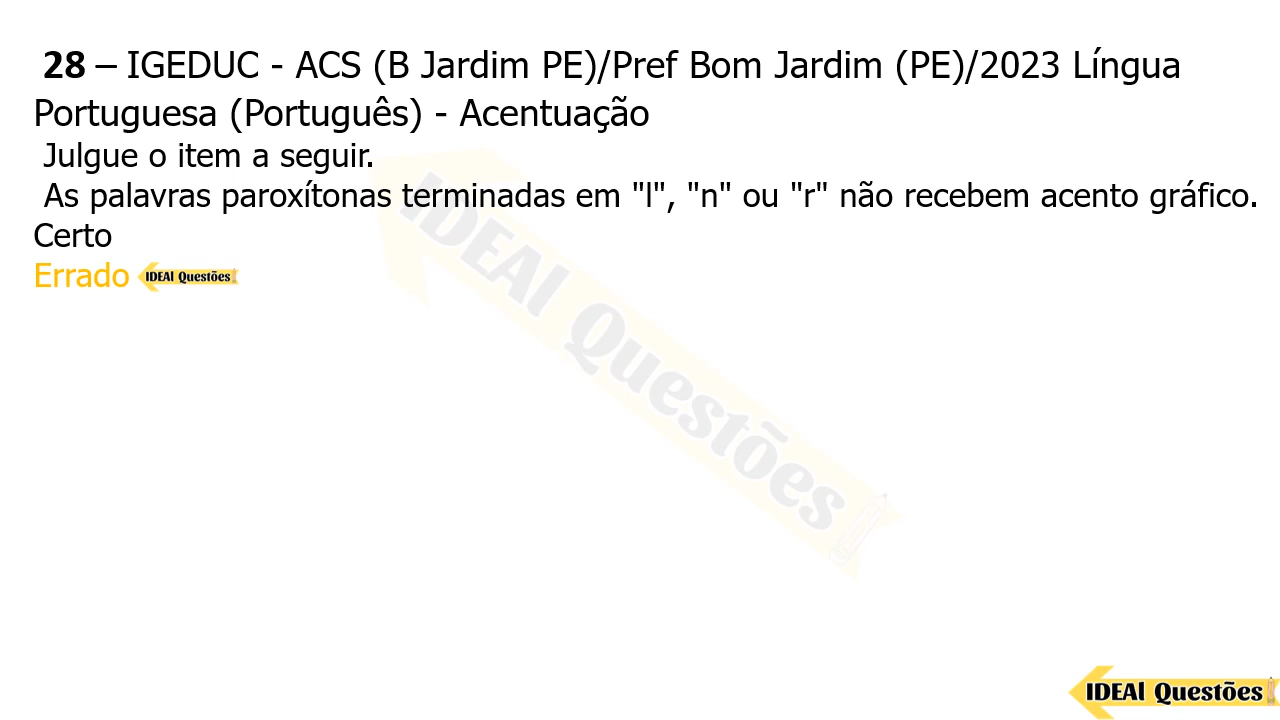 28 – IGEDUC - ACS (B Jardim PE)/Pref Bom Jardim (PE)/2023 Língua
Portuguesa (Português) - Acentuação
Julgue o item a seguir.
As palavras paroxítonas terminadas em "l", "n" ou "r" não recebem acento gráfico.
Certo
Errado IDEAl Questões
IDEAl Questões
IDEAl Questões